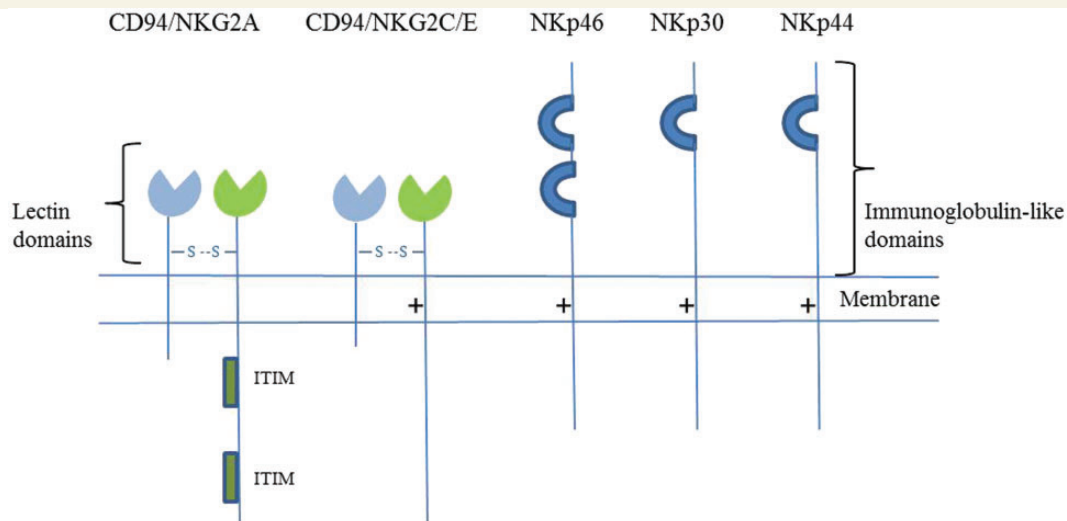 CD94/NKG2A CD94/NKG2C/E NKp46 NKp30 NKp44
Lectin
domains
S--S
S--S
Immunoglobulin-like
domains
+ + + + Membrane
ITIM
ITIM